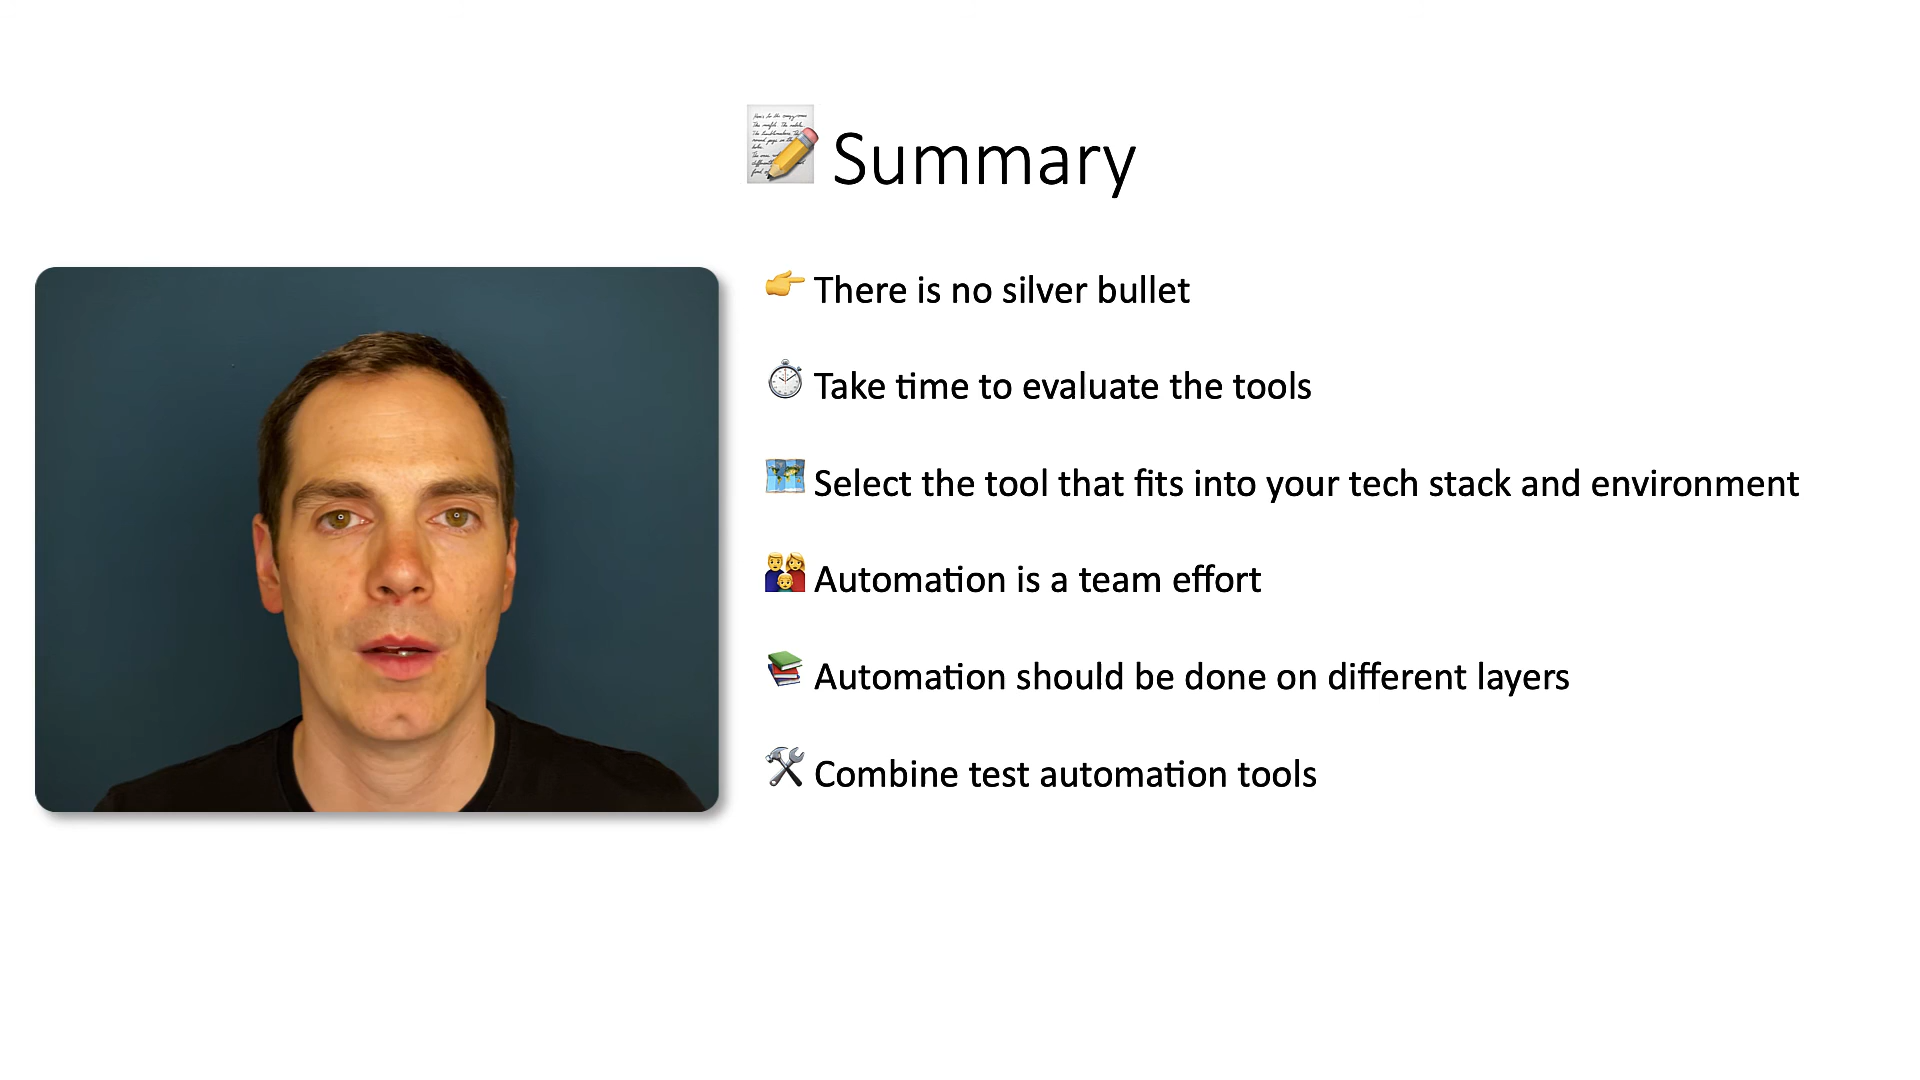 Summary
There is no silver bullet
Take time to evaluate the tools
Select the tool that fits into your tech stack and environment
Automation is a team effort
Automation should be done on different layers
Combine test automation tools